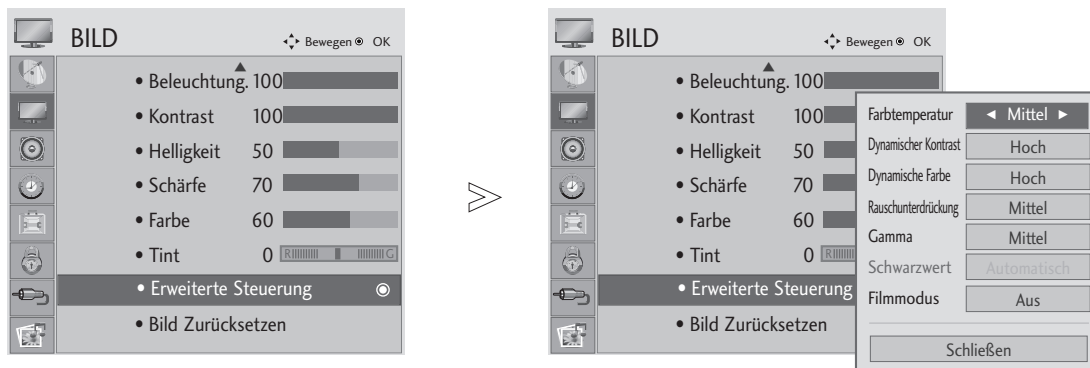 BILD
Bewegen OK
• Beleuchtung. 100
• Kontrast 100
• Helligkeit 50
• Schärfe 70
• Farbe 60
• Tint 0 R G
• Erweiterte Steuerung
• Bild Zurücksetzen
BILD
Bewegen OK
• Beleuchtung. 100
• Kontrast 100
• Helligkeit 50
• Schärfe 70
• Farbe 60
• Tint 0 R
• Erweiterte Steuerung
• Bild Zurücksetzen
Farbtemperatur ◄ Mittel ►
Dynamischer Kontrast Hoch
Dynamische Farbe Hoch
Rauschunterdrückung Mittel
Gamma Mittel
Schwarzwert Automatisch
Filmmodus Aus
Schließen